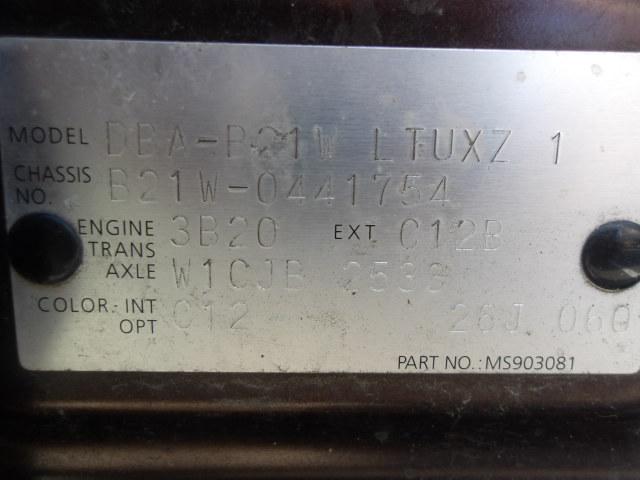 MODEL DBA-B21W LTUXZ 1
CHASSIS NO. B21W-0441754
ENGINE 3B20 EXT C12B
TRANS AXLE W1CJB 2533
COLOR: INT C12
OPT 26J 060
PART NO.: MS903081